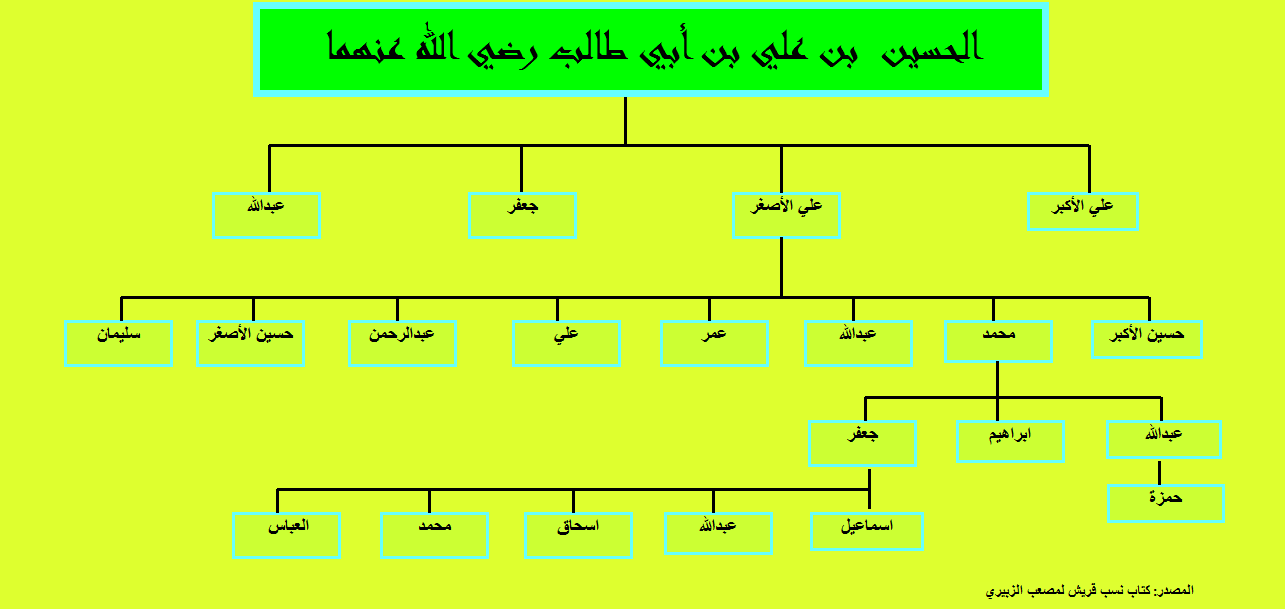 الحسين بن علي بن أبي طالب رضي الله عنهما
علي الأكبر
علي الأصغر
جعفر
عبدالله
حسين الأكبر
محمد
عبدالله
عمر
علي
عبدالرحمن
حسين الأصغر
سليمان
عبدالله
ابراهيم
جعفر
حمزة
اسماعيل
عبدالله
اسحاق
محمد
العباس
المصدر: كتاب نسب قريش لمصعب الزبيري